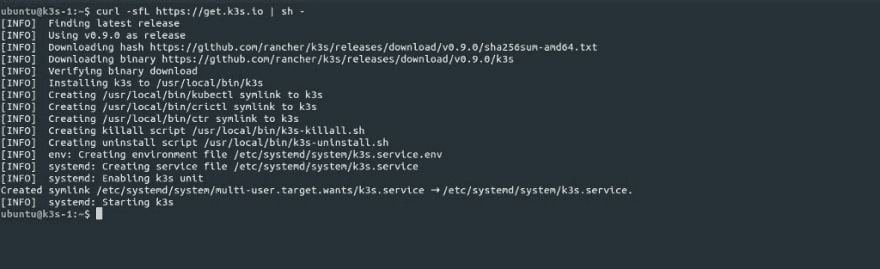 ubuntu@k3s-1:~$ curl -sfL https://get.k3s.io | sh -
[INFO]  Finding latest release
[INFO]  Using v0.9.0 as release
[INFO]  Downloading hash https://github.com/rancher/k3s/releases/download/v0.9.0/sha256sum-amd64.txt
[INFO]  Downloading binary https://github.com/rancher/k3s/releases/download/v0.9.0/k3s
[INFO]  Verifying binary download
[INFO]  Installing k3s to /usr/local/bin/k3s
[INFO]  Creating /usr/local/bin/kubectl symlink to k3s
[INFO]  Creating /usr/local/bin/crictl symlink to k3s
[INFO]  Creating /usr/local/bin/ctr symlink to k3s
[INFO]  Creating killall script /usr/local/bin/k3s-killall.sh
[INFO]  Creating uninstall script /usr/local/bin/k3s-uninstall.sh
[INFO]  env: Creating environment file /etc/systemd/system/k3s.service.env
[INFO]  systemd: Creating service file /etc/systemd/system/k3s.service
[INFO]  systemd: Enabling k3s unit
Created symlink /etc/systemd/system/multi-user.target.wants/k3s.service → /etc/systemd/system/k3s.service.
[INFO]  systemd: Starting k3s
ubuntu@k3s-1:~$